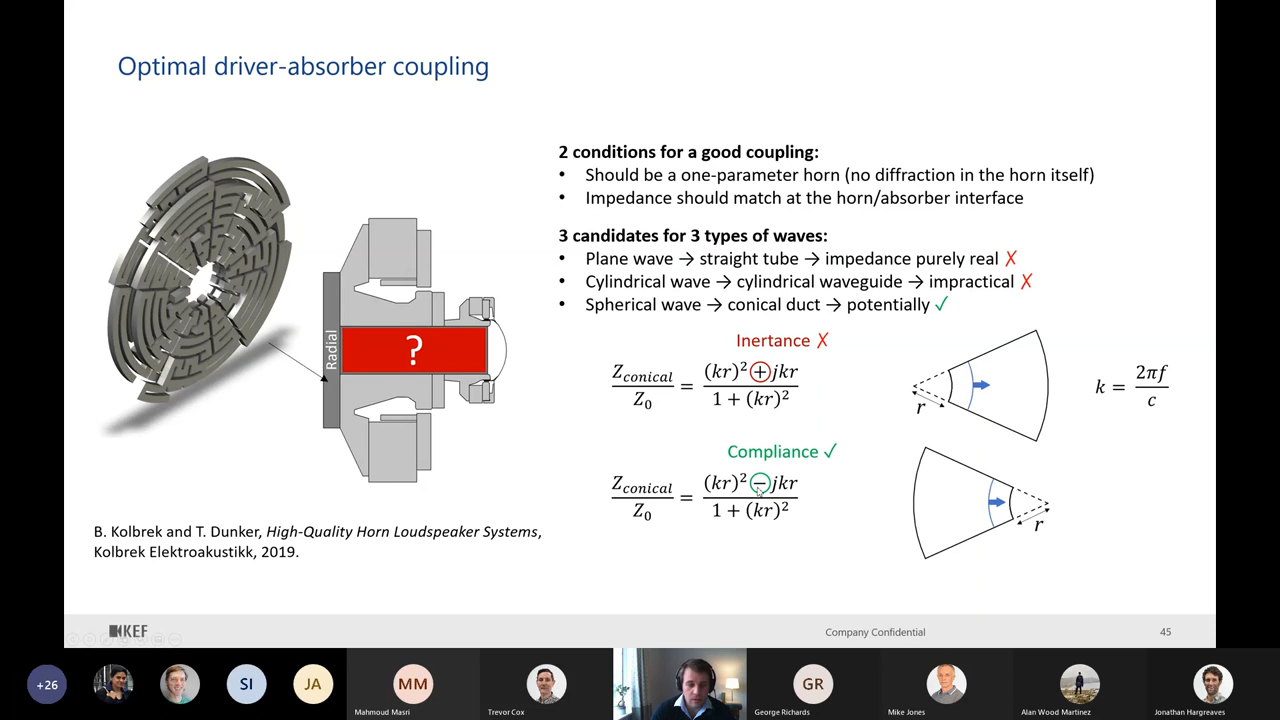 Optimal driver-absorber coupling
2 conditions for a good coupling:
• Should be a one-parameter horn (no diffraction in the horn itself)
• Impedance should match at the horn/absorber interface
3 candidates for 3 types of waves:
• Plane wave → straight tube → impedance purely real ✗
• Cylindrical wave → cylindrical waveguide → impractical ✗
• Spherical wave → conical duct → potentially ✓
Radial
?
Inertance ✗
Z_conical / Z_0 = ((kr)² + jkr) / (1 + (kr)²)
r
k = 2πf / c
Compliance ✓
Z_conical / Z_0 = ((kr)² − jkr) / (1 + (kr)²)
r
B. Kolbrek and T. Dunker, High-Quality Horn Loudspeaker Systems,
Kolbrek Elektroakustikk, 2019.
KEF
Company Confidential
45
+26
SI
JA
MM
GR
Mahmoud Masri
Trevor Cox
George Richards
Mike Jones
Alan Wood Martinez
Jonathan Hargreaves